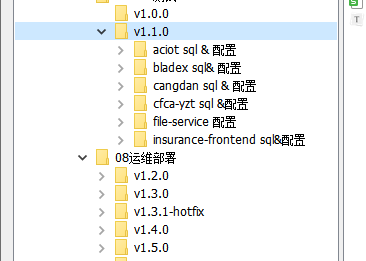 v1.0.0
v1.1.0
aciot sql & 配置
bladex sql& 配置
cangdan sql & 配置
cfca-yzt sql &配置
file-service 配置
insurance-frontend sql&配置
08运维部署
v1.2.0
v1.3.0
v1.3.1-hotfix
v1.4.0
v1.5.0